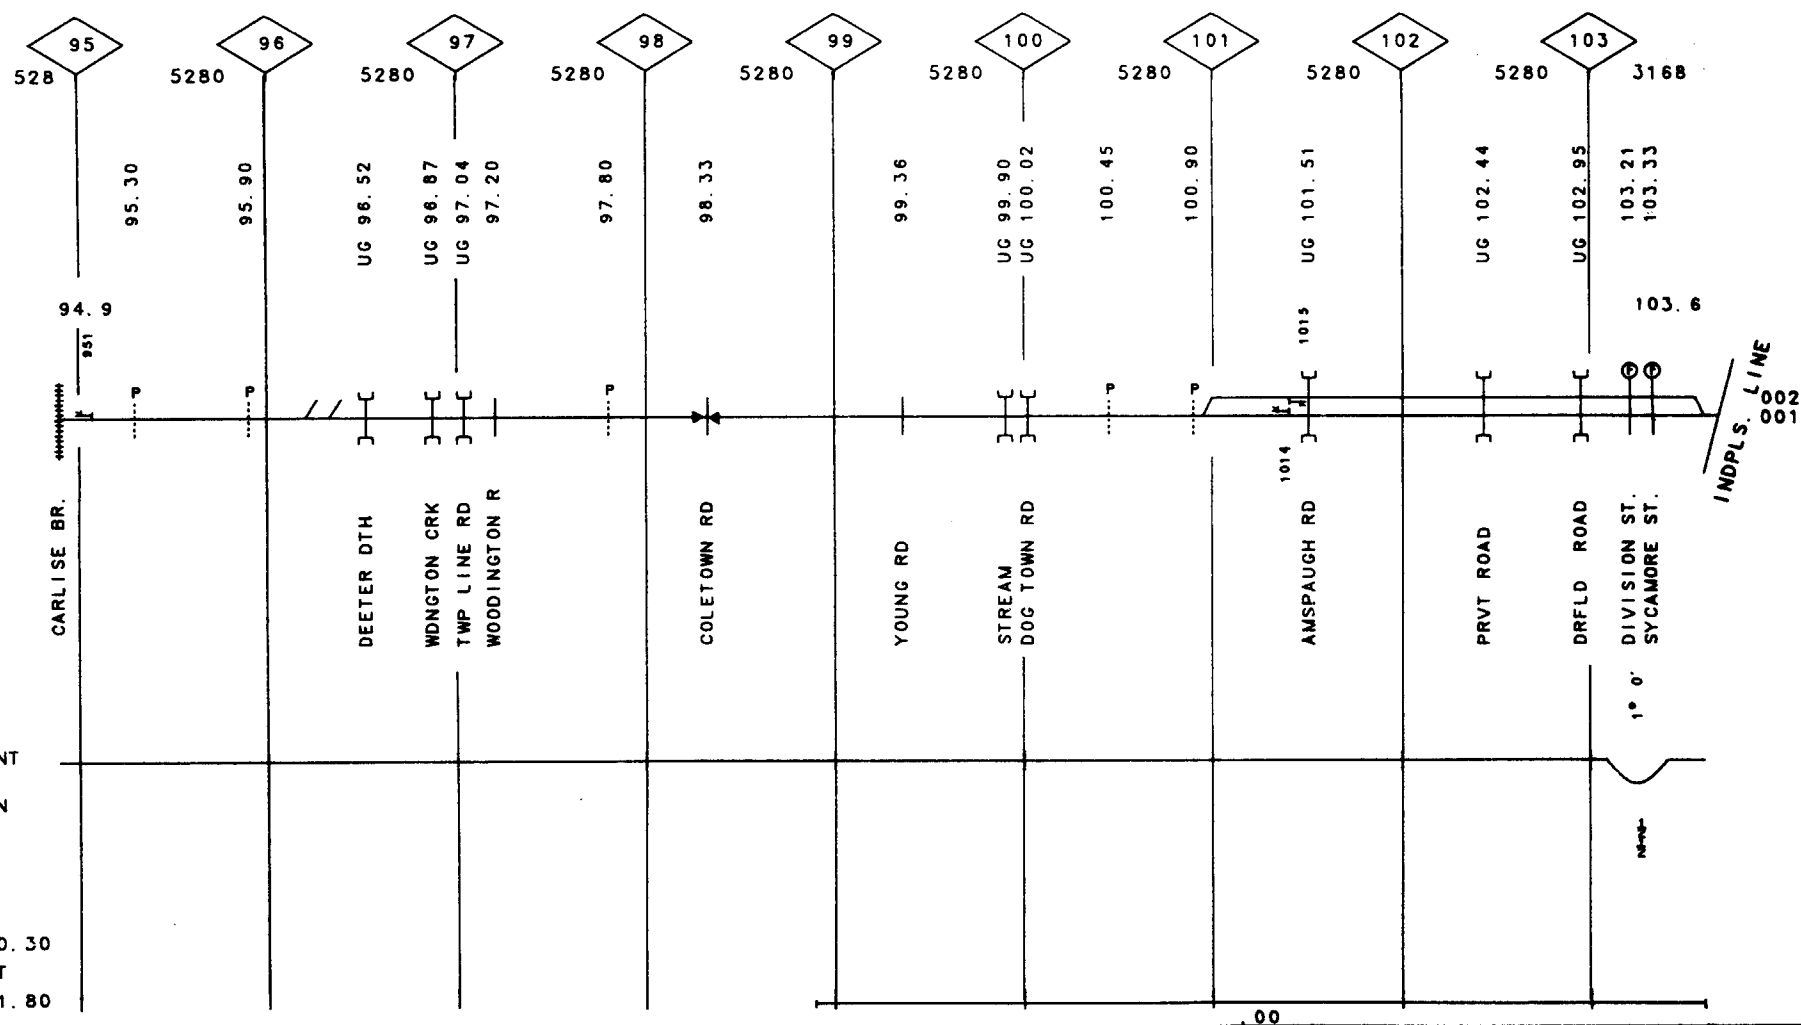 95 96 97 98 99 100 101 102 103
528 5280 5280 5280 5280 5280 5280 5280 5280 3168
95.30
95.90
UG 96.52
UG 96.87
UG 97.04
97.20
97.80
98.33
99.36
UG 99.90
UG 100.02
100.45
100.90
UG 101.51
UG 102.44
UG 102.95
103.21
103.33
94.9
103.6
951
1015
P P P P P P P
1014
INDPLS. LINE
002
001
CARLISE BR.
DEETER DTH
WDNGTON CRK
TWP LINE RD
WOODINGTON R
COLETOWN RD
YOUNG RD
STREAM
DOG TOWN RD
AMSPAUGH RD
PRVT ROAD
DRFLD ROAD
DIVISION ST.
SYCAMORE ST.
1° 0'
NT
N
0.30
T
1.80
.00